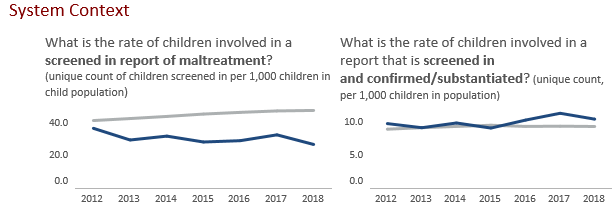 System Context
What is the rate of children involved in a
screened in report of maltreatment?
(unique count of children screened in per 1,000 children in
child population)
40.0
20.0
0.0
2012 2013 2014 2015 2016 2017 2018
What is the rate of children involved in a
report that is screened in
and confirmed/substantiated? (unique count,
per 1,000 children in population)
10.0
5.0
0.0
2012 2013 2014 2015 2016 2017 2018